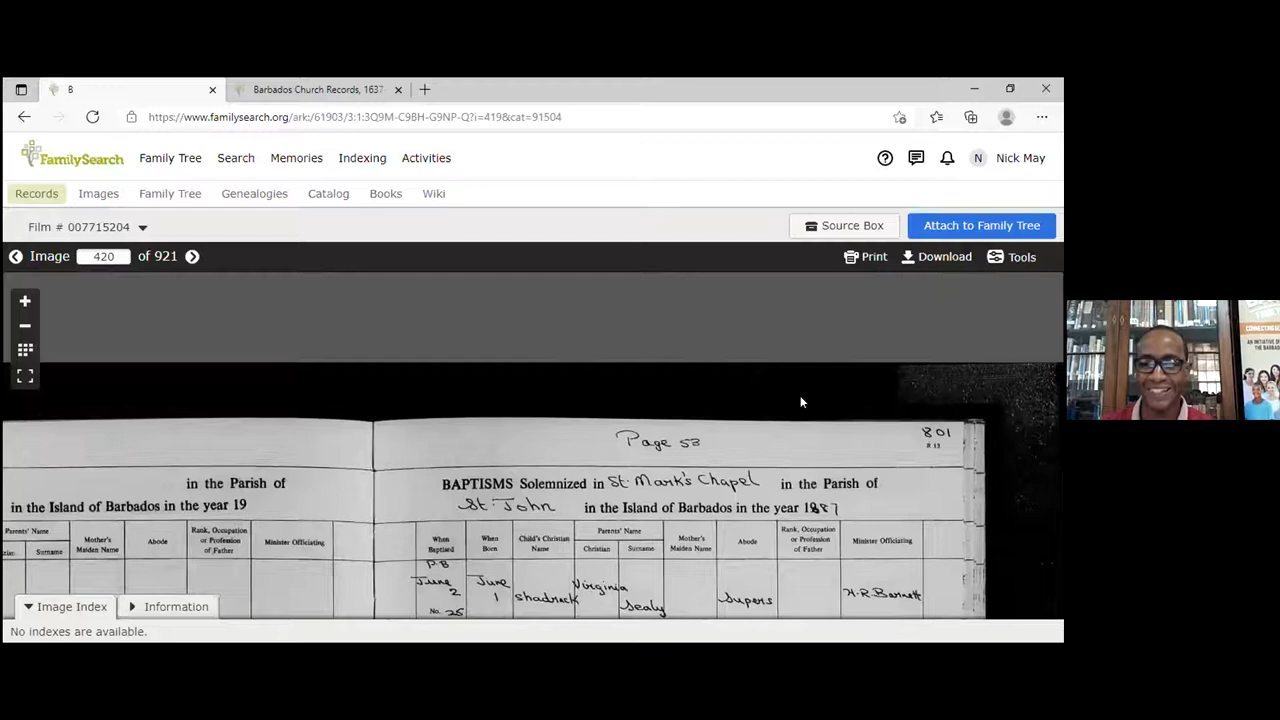 B
Barbados Church Records, 1637-
https://www.familysearch.org/ark:/61903/3:1:3Q9M-C9BH-G9NP-Q?i=419&cat=91504
FamilySearch Family Tree Search Memories Indexing Activities N Nick May
Records Images Family Tree Genealogies Catalog Books Wiki
Film # 007715204 Source Box Attach to Family Tree
Image 420 of 921 Print Download Tools
Page 53 801
in the Parish of
in the Island of Barbados in the year 19
Parents' Name
Surname
Mother's Maiden Name
Abode
Rank, Occupation or Profession of Father
Minister Officiating
BAPTISMS Solemnized in St. Mark's Chapel in the Parish of
St. John in the Island of Barbados in the year 1887
When Baptised
When Born
Child's Christian Name
Parents' Name
Christian
Surname
Mother's Maiden Name
Abode
Rank, Occupation or Profession of Father
Minister Officiating
P.B
June 2
No. 25
June 1
Shadrack
Virginia
Sealy
Supers
H.R. Barnett
Image Index Information
No indexes are available.
CONNECTING
AN INITIATIVE
THE BARBAD